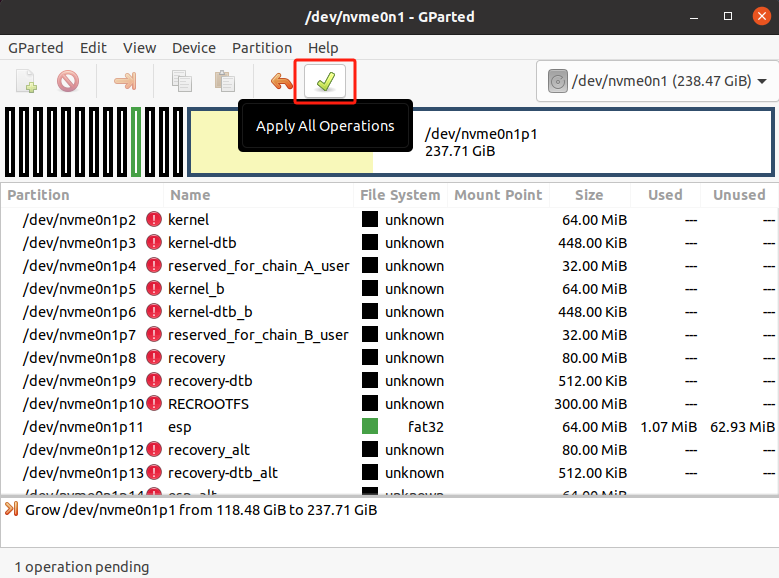 /dev/nvme0n1 - GParted
GParted Edit View Device Partition Help
/dev/nvme0n1 (238.47 GiB)
Apply All Operations
/dev/nvme0n1p1
237.71 GiB
Partition Name File System Mount Point Size Used Unused
/dev/nvme0n1p2 kernel unknown 64.00 MiB --- ---
/dev/nvme0n1p3 kernel-dtb unknown 448.00 KiB --- ---
/dev/nvme0n1p4 reserved_for_chain_A_user unknown 32.00 MiB --- ---
/dev/nvme0n1p5 kernel_b unknown 64.00 MiB --- ---
/dev/nvme0n1p6 kernel-dtb_b unknown 448.00 KiB --- ---
/dev/nvme0n1p7 reserved_for_chain_B_user unknown 32.00 MiB --- ---
/dev/nvme0n1p8 recovery unknown 80.00 MiB --- ---
/dev/nvme0n1p9 recovery-dtb unknown 512.00 KiB --- ---
/dev/nvme0n1p10 RECROOTFS unknown 300.00 MiB --- ---
/dev/nvme0n1p11 esp fat32 64.00 MiB 1.07 MiB 62.93 MiB
/dev/nvme0n1p12 recovery_alt unknown 80.00 MiB --- ---
/dev/nvme0n1p13 recovery-dtb_alt unknown 512.00 KiB --- ---
/dev/nvme0n1p14 esp_alt unknown 64.00 MiB
Grow /dev/nvme0n1p1 from 118.48 GiB to 237.71 GiB
1 operation pending